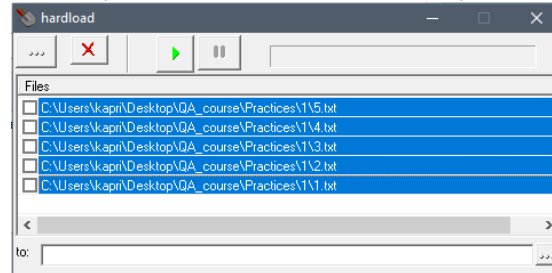 hardload
...
Files
C:\Users\kapri\Desktop\QA_course\Practices\1\5.txt
C:\Users\kapri\Desktop\QA_course\Practices\1\4.txt
C:\Users\kapri\Desktop\QA_course\Practices\1\3.txt
C:\Users\kapri\Desktop\QA_course\Practices\1\2.txt
C:\Users\kapri\Desktop\QA_course\Practices\1\1.txt
to: ...